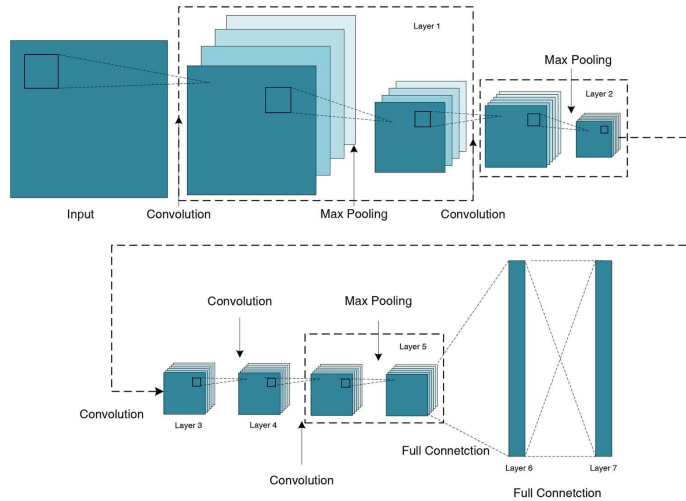 Layer 1
Max Pooling
Layer 2
Input
Convolution
Max Pooling
Convolution
Convolution
Max Pooling
Layer 5
Convolution
Layer 3
Layer 4
Full Connetction
Convolution
Layer 6
Layer 7
Full Connetction